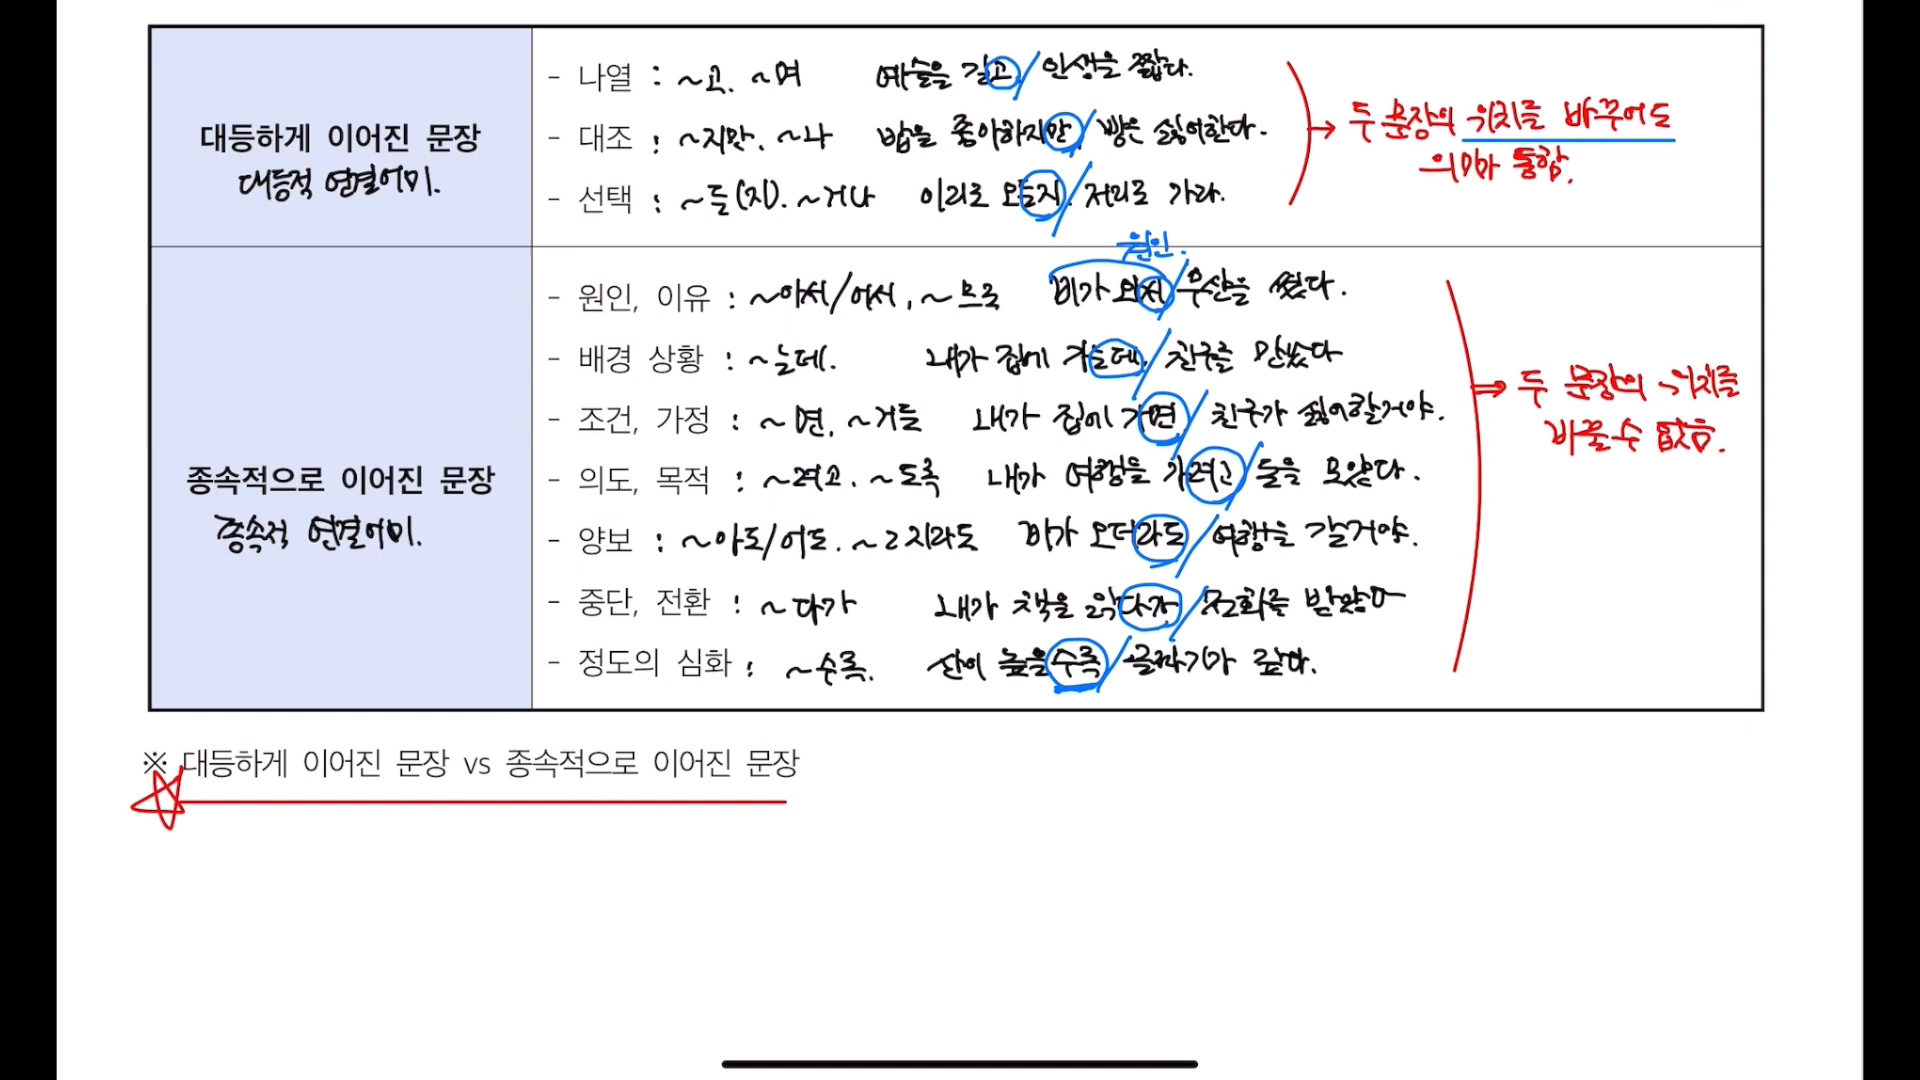 대등하게 이어진 문장
대등적 연결어미.
- 나열 : ~고, ~며 예술은 길고/ 인생은 짧다.
- 대조 : ~지만, ~나 밥을 좋아하지만/ 빵은 싫어한다.
- 선택 : ~든(지), ~거나 이리로 오든지/ 저리로 가라.
→ 두 문장의 위치를 바꾸어도
의미가 통함.
종속적으로 이어진 문장
종속적 연결어미.
원인.
- 원인, 이유 : ~아서/어서, ~므로 비가 와서/ 우산을 썼다.
- 배경 상황 : ~는데. 내가 집에 가는데/ 친구를 만났다
- 조건, 가정 : ~면, ~거든 내가 집에 가면/ 친구가 싫어할거야.
- 의도, 목적 : ~려고, ~도록 내가 여행을 가려고/ 돈을 모았다.
- 양보 : ~아도/어도, ~ㄹ지라도 비가 오더라도/ 여행을 갈거야.
- 중단, 전환 : ~다가 내가 책을 읽다가/ 전화를 받았어
- 정도의 심화 : ~수록. 산이 높을수록/ 골짜기가 깊다.
→ 두 문장의 위치를
바꿀 수 없음.
※ 대등하게 이어진 문장 vs 종속적으로 이어진 문장